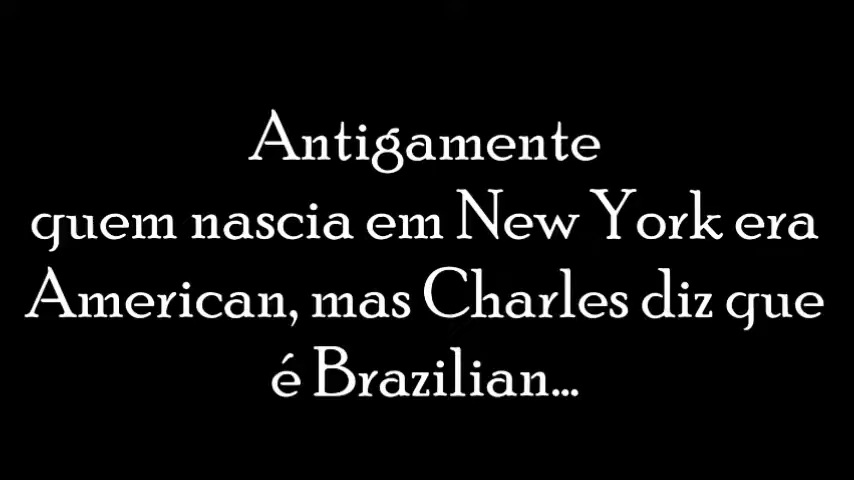 Antigamente
quem nascia em New York era
American, mas Charles diz que
é Brazilian...